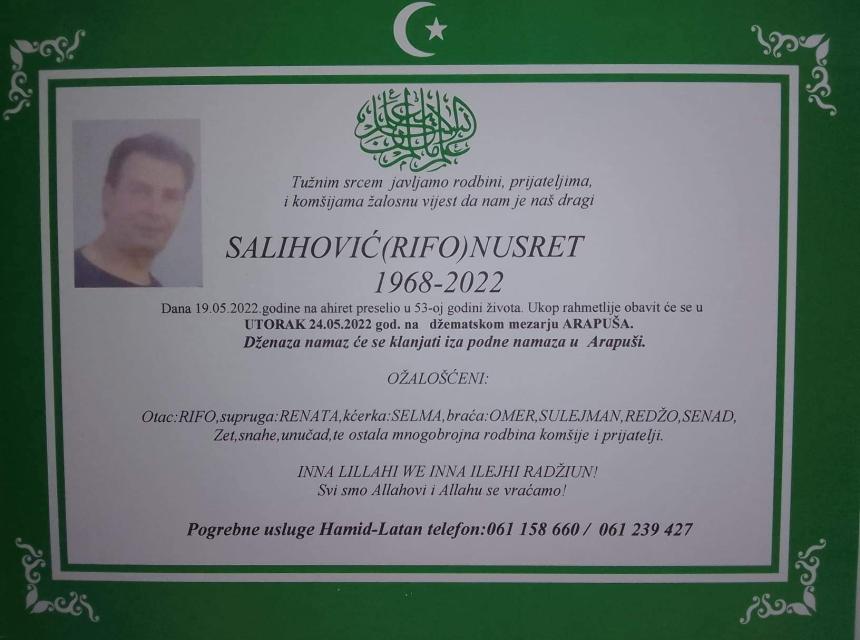 Tužnim srcem javljamo rodbini, prijateljima,
i komšijama žalosnu vijest da nam je naš dragi
SALIHOVIĆ(RIFO)NUSRET
1968-2022
Dana 19.05.2022.godine na ahiret preselio u 53-oj godini života. Ukop rahmetlije obavit će se u
UTORAK 24.05.2022 god. na džematskom mezarju ARAPUŠA.
Dženaza namaz će se klanjati iza podne namaza u Arapuši.
OŽALOŠĆENI:
Otac:RIFO,supruga:RENATA,kćerka:SELMA,braća:OMER,SULEJMAN,REDŽO,SENAD,
Zet,snahe,unučad,te ostala mnogobrojna rodbina komšije i prijatelji.
INNA LILLAHI WE INNA ILEJHI RADŽIUN!
Svi smo Allahovi i Allahu se vraćamo!
Pogrebne usluge Hamid-Latan telefon:061 158 660 / 061 239 427